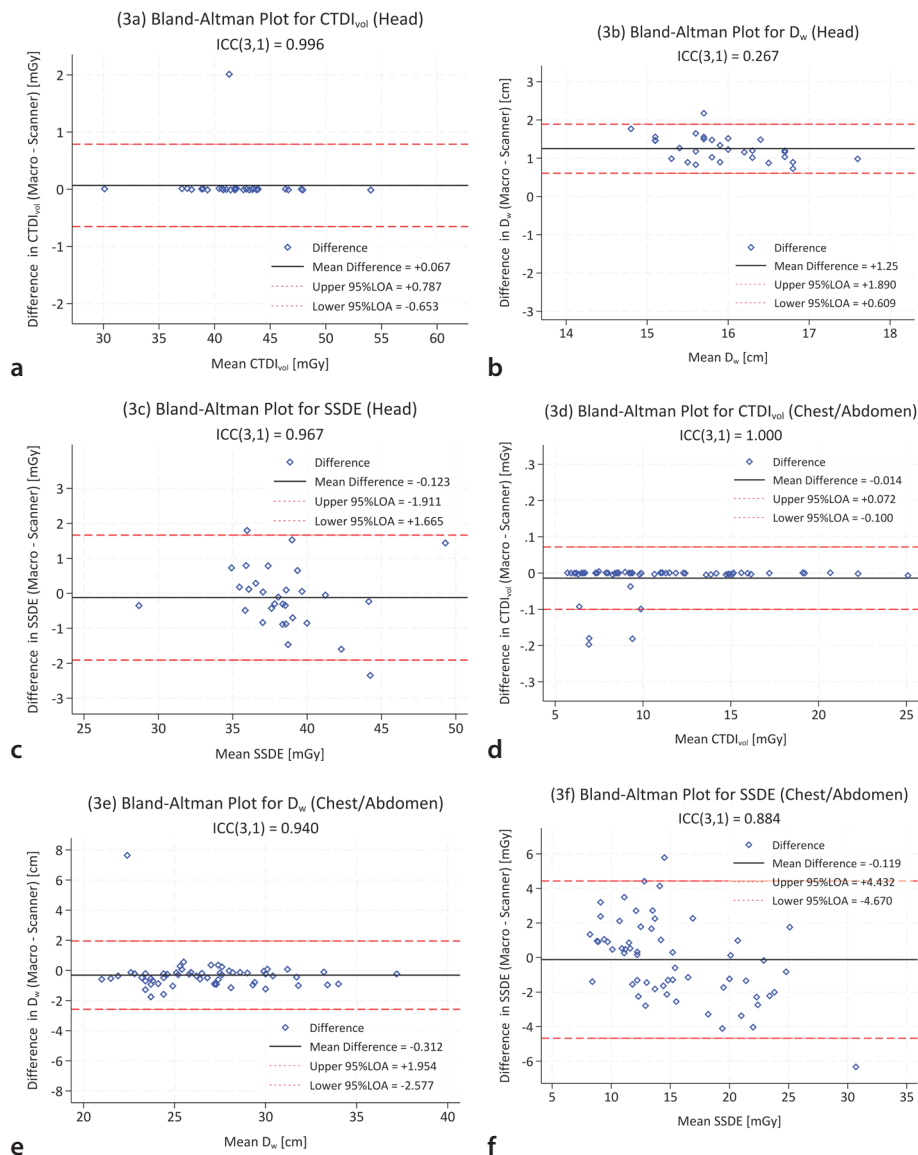 (3a) Bland-Altman Plot for CTDIvol (Head)
ICC(3,1) = 0.996
Difference in CTDIvol (Macro - Scanner) [mGy]
2
1
0
-1
-2
Difference
Mean Difference = +0.067
Upper 95%LOA = +0.787
Lower 95%LOA = -0.653
30 35 40 45 50 55 60
Mean CTDIvol [mGy]
a
(3b) Bland-Altman Plot for Dw (Head)
ICC(3,1) = 0.267
Difference in Dw (Macro - Scanner) [cm]
3
2
1
0
-1
-2
-3
Difference
Mean Difference = +1.25
Upper 95%LOA = +1.890
Lower 95%LOA = +0.609
14 15 16 17 18
Mean Dw [cm]
b
(3c) Bland-Altman Plot for SSDE (Head)
ICC(3,1) = 0.967
Difference in SSDE (Macro - Scanner) [mGy]
3
2
1
0
-1
-2
-3
Difference
Mean Difference = -0.123
Upper 95%LOA = -1.911
Lower 95%LOA = +1.665
25 30 35 40 45 50
Mean SSDE [mGy]
c
(3d) Bland-Altman Plot for CTDIvol (Chest/Abdomen)
ICC(3,1) = 1.000
Difference in CTDIvol (Macro - Scanner) [mGy]
.3
.2
.1
0
-.1
-.2
-.3
Difference
Mean Difference = -0.014
Upper 95%LOA = +0.072
Lower 95%LOA = -0.100
5 10 15 20 25
Mean CTDIvol [mGy]
d
(3e) Bland-Altman Plot for Dw (Chest/Abdomen)
ICC(3,1) = 0.940
Difference in Dw (Macro - Scanner) [cm]
8
6
4
2
0
-2
-4
-6
-8
Difference
Mean Difference = -0.312
Upper 95%LOA = +1.954
Lower 95%LOA = -2.577
20 25 30 35 40
Mean Dw [cm]
e
(3f) Bland-Altman Plot for SSDE (Chest/Abdomen)
ICC(3,1) = 0.884
Difference in SSDE (Macro - Scanner) [mGy]
6
4
2
0
-2
-4
-6
Difference
Mean Difference = -0.119
Upper 95%LOA = +4.432
Lower 95%LOA = -4.670
5 10 15 20 25 30 35
Mean SSDE [mGy]
f